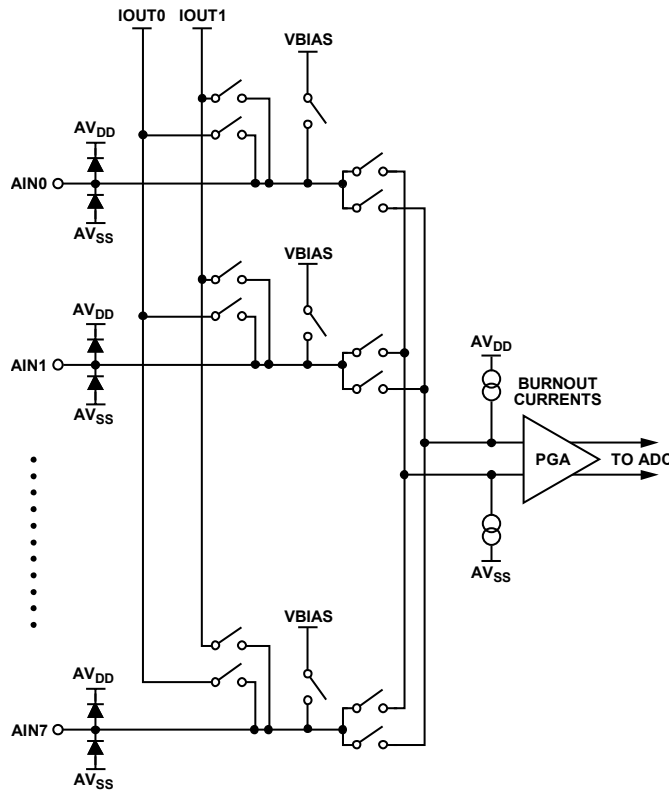 IOUT0 IOUT1
VBIAS
AVDD
AIN0
AVSS
VBIAS
AVDD
AIN1
AVSS
AVDD
BURNOUT
CURRENTS
PGA
TO ADC
AVSS
VBIAS
AVDD
AIN7
AVSS